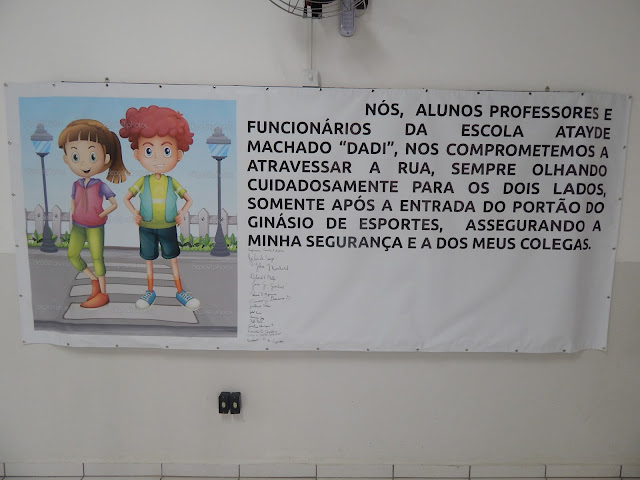 NÓS, ALUNOS PROFESSORES E
FUNCIONÁRIOS DA ESCOLA ATAYDE
MACHADO “DADI”, NOS COMPROMETEMOS A
ATRAVESSAR A RUA, SEMPRE OLHANDO
CUIDADOSAMENTE PARA OS DOIS LADOS,
SOMENTE APÓS A ENTRADA DO PORTÃO DO
GINÁSIO DE ESPORTES, ASSEGURANDO A
MINHA SEGURANÇA E A DOS MEUS COLEGAS.